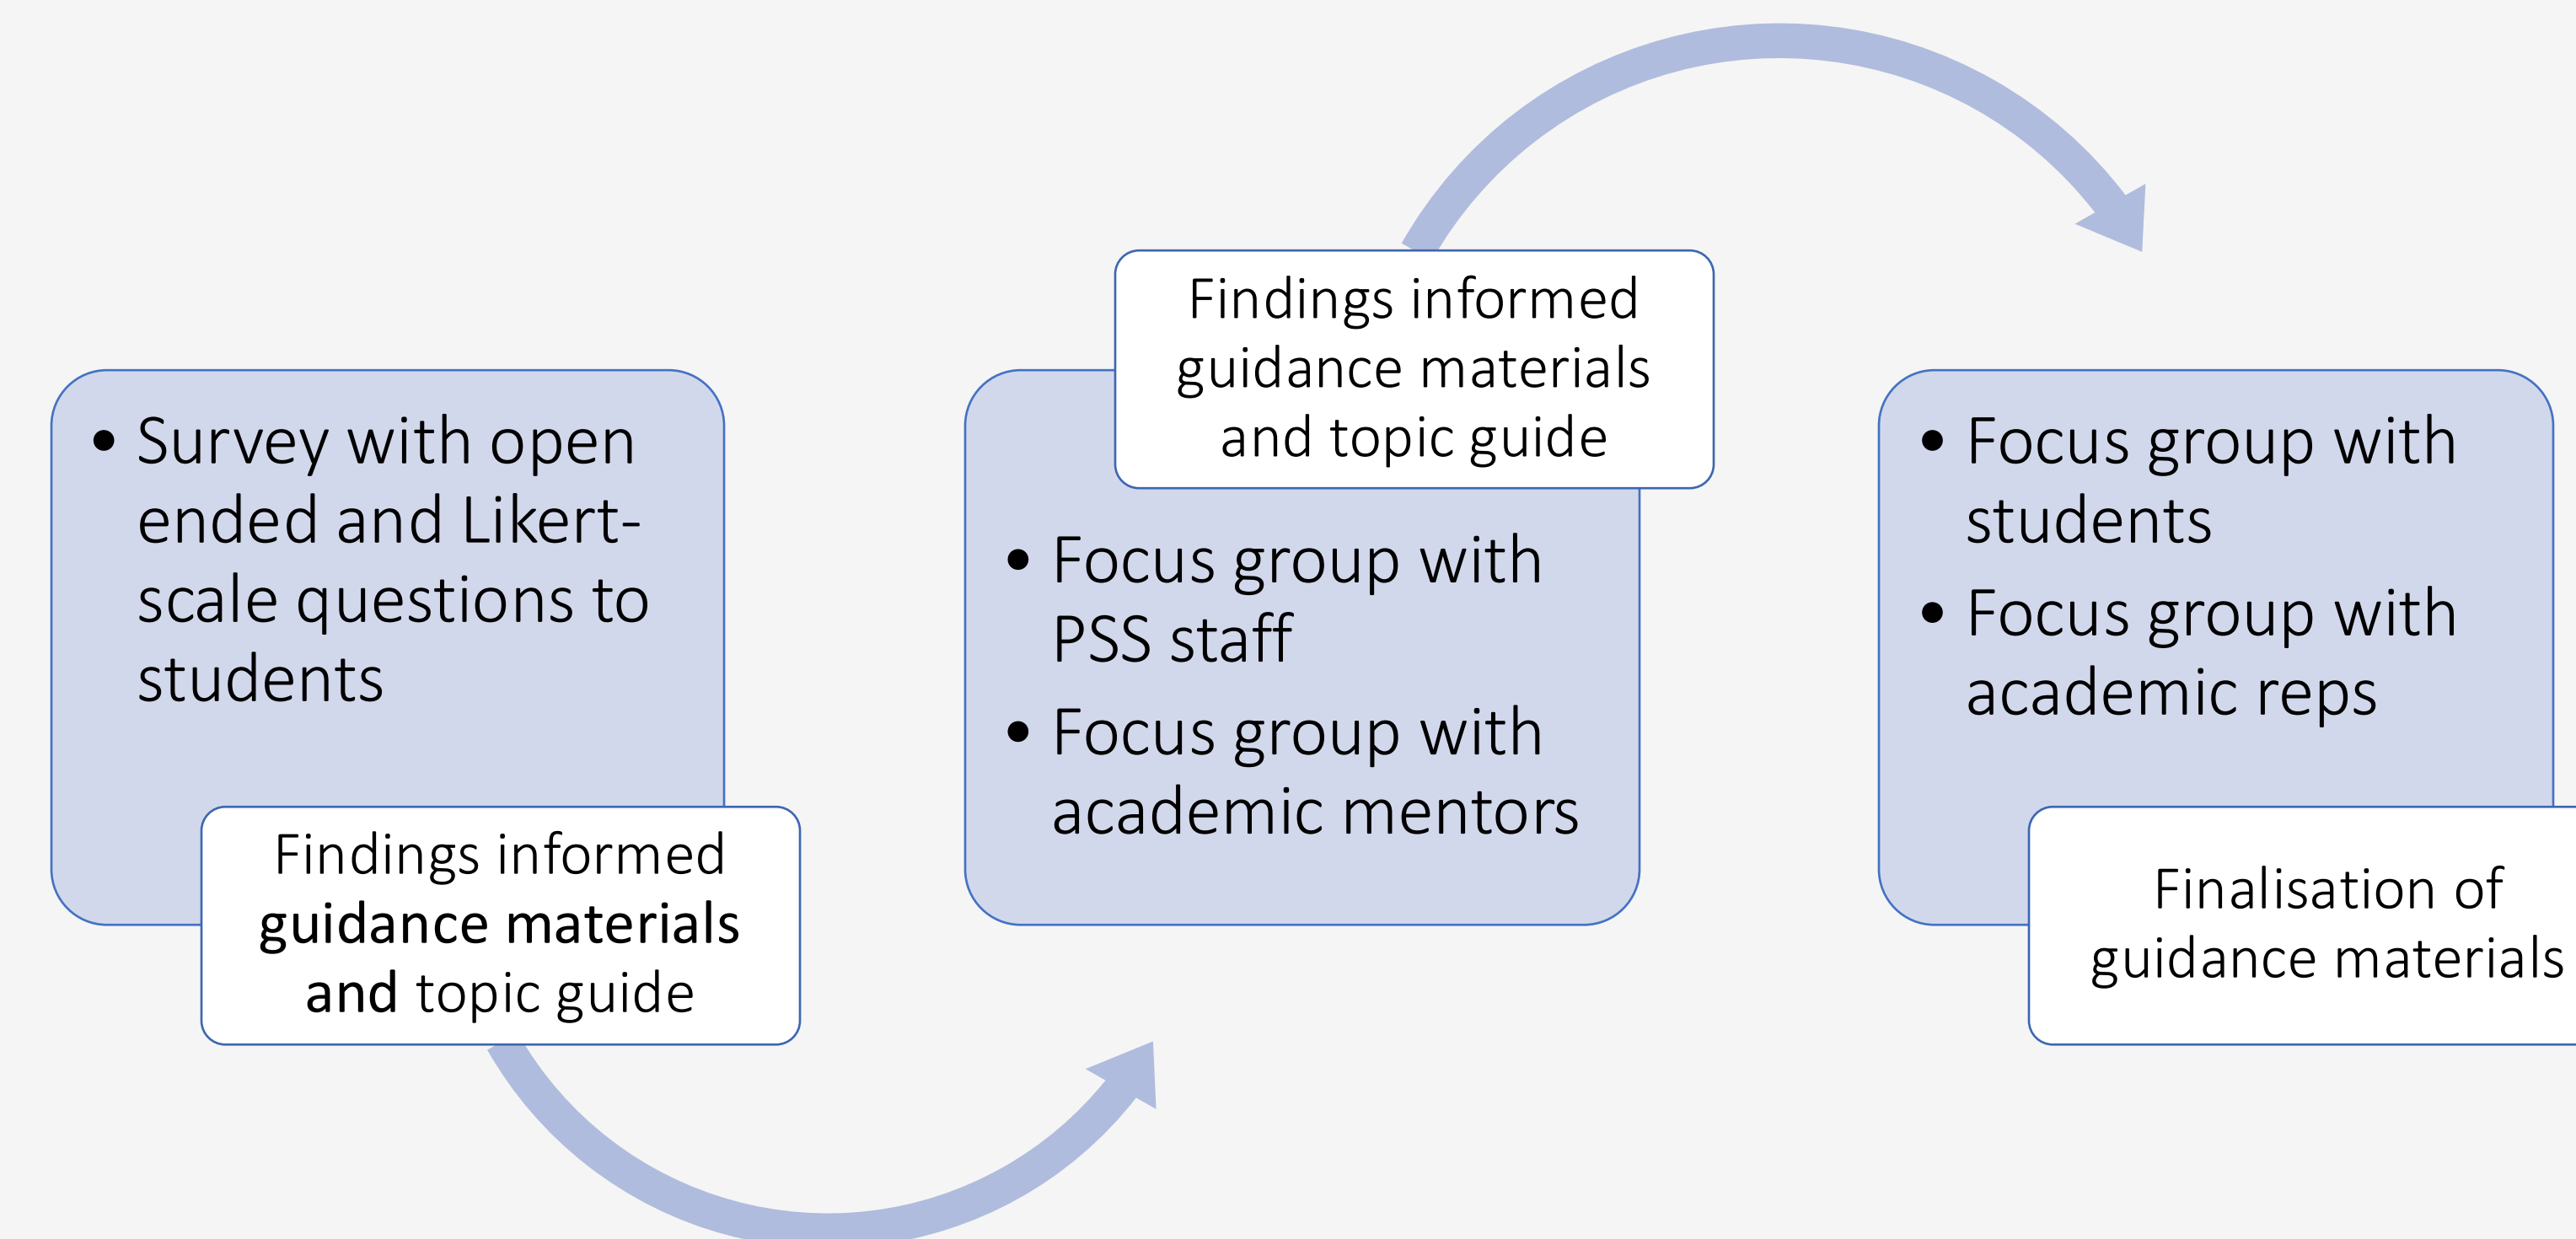 • Survey with open
ended and Likert-
scale questions to
students
Findings informed
guidance materials
and topic guide
Findings informed
guidance materials
and topic guide
• Focus group with
PSS staff
• Focus group with
academic mentors
• Focus group with
students
• Focus group with
academic reps
Finalisation of
guidance materials